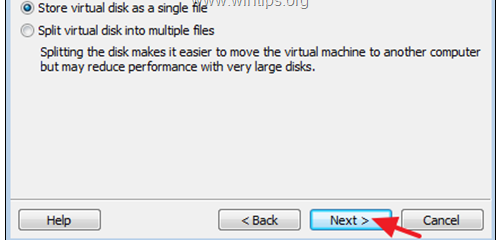 www.wintips.org
Store virtual disk as a single file
Split virtual disk into multiple files
Splitting the disk makes it easier to move the virtual machine to another computer
but may reduce performance with very large disks.
Help
< Back
Next >
Cancel